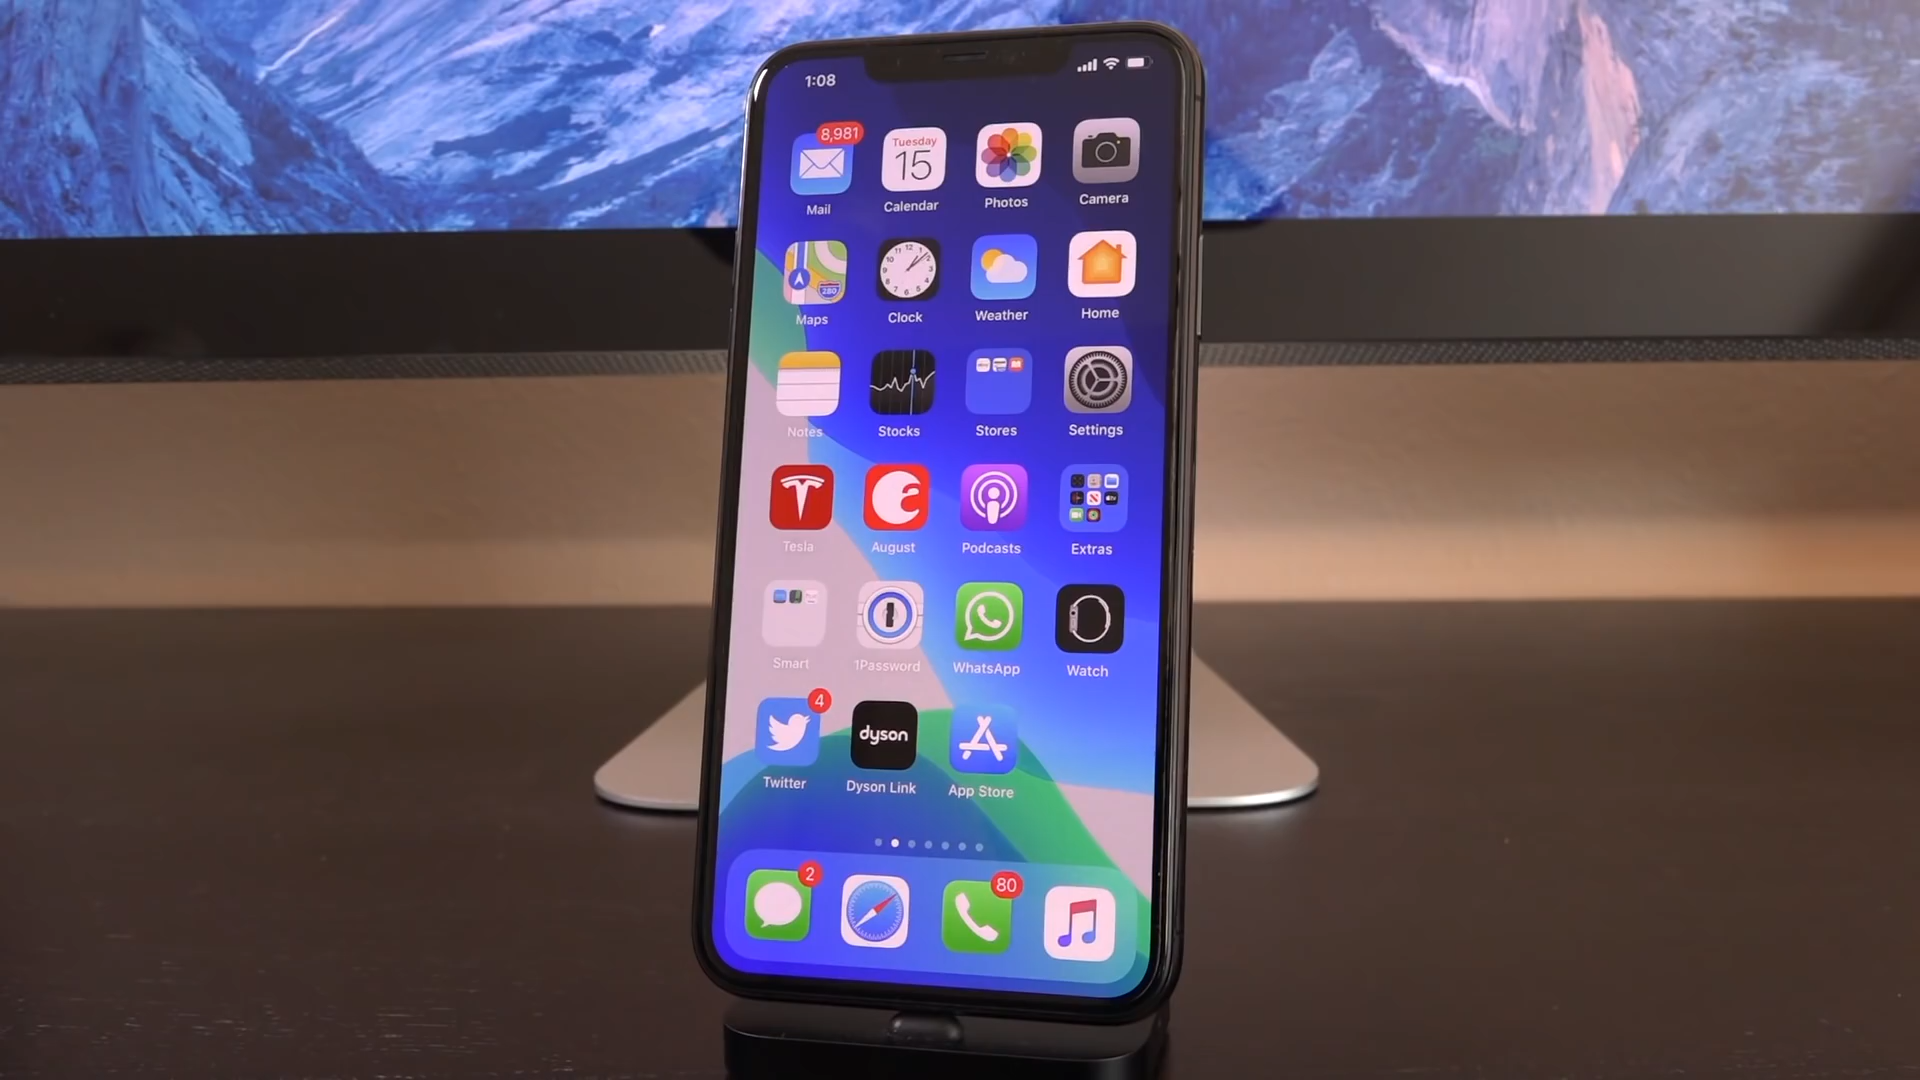 1:08
8,981
Tuesday
15
Mail
Calendar
Photos
Camera
280
Maps
Clock
Weather
Home
Notes
Stocks
Stores
Settings
Tesla
August
Podcasts
Extras
Smart
1Password
WhatsApp
Watch
4
dyson
Twitter
Dyson Link
App Store
2
80